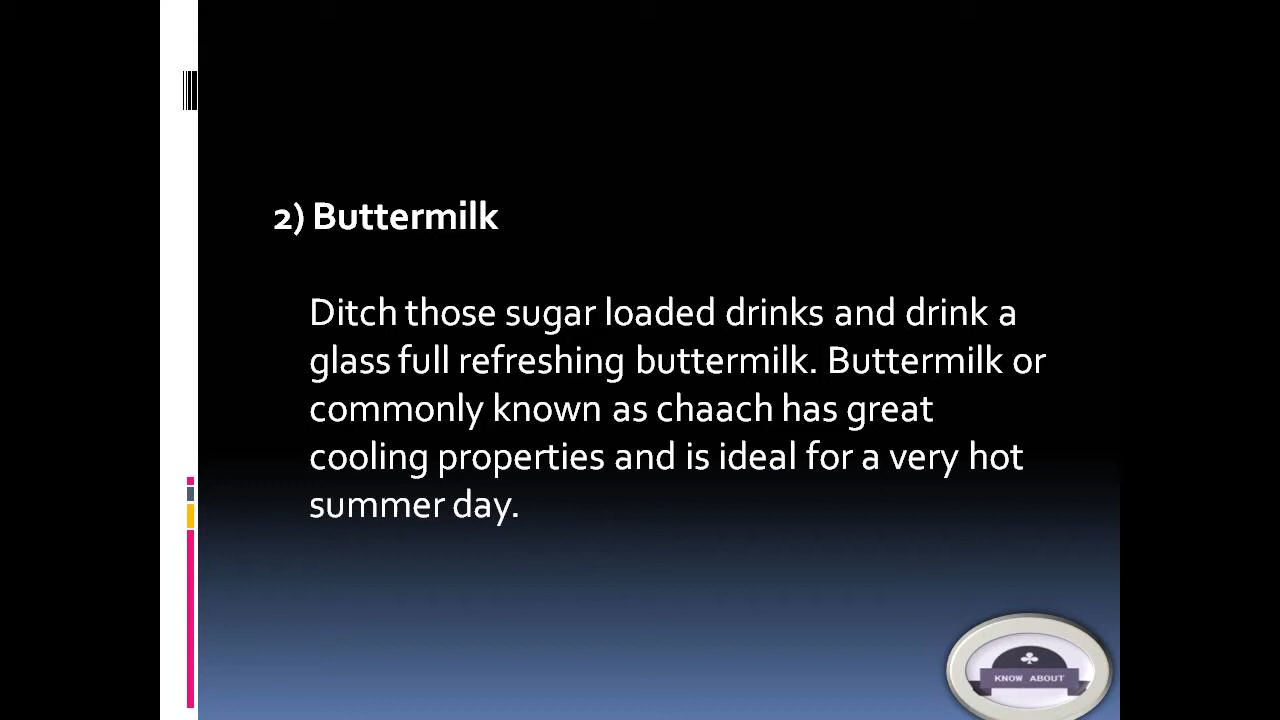 2) Buttermilk
Ditch those sugar loaded drinks and drink a
glass full refreshing buttermilk. Buttermilk or
commonly known as chaach has great
cooling properties and is ideal for a very hot
summer day.
KNOW ABOUT